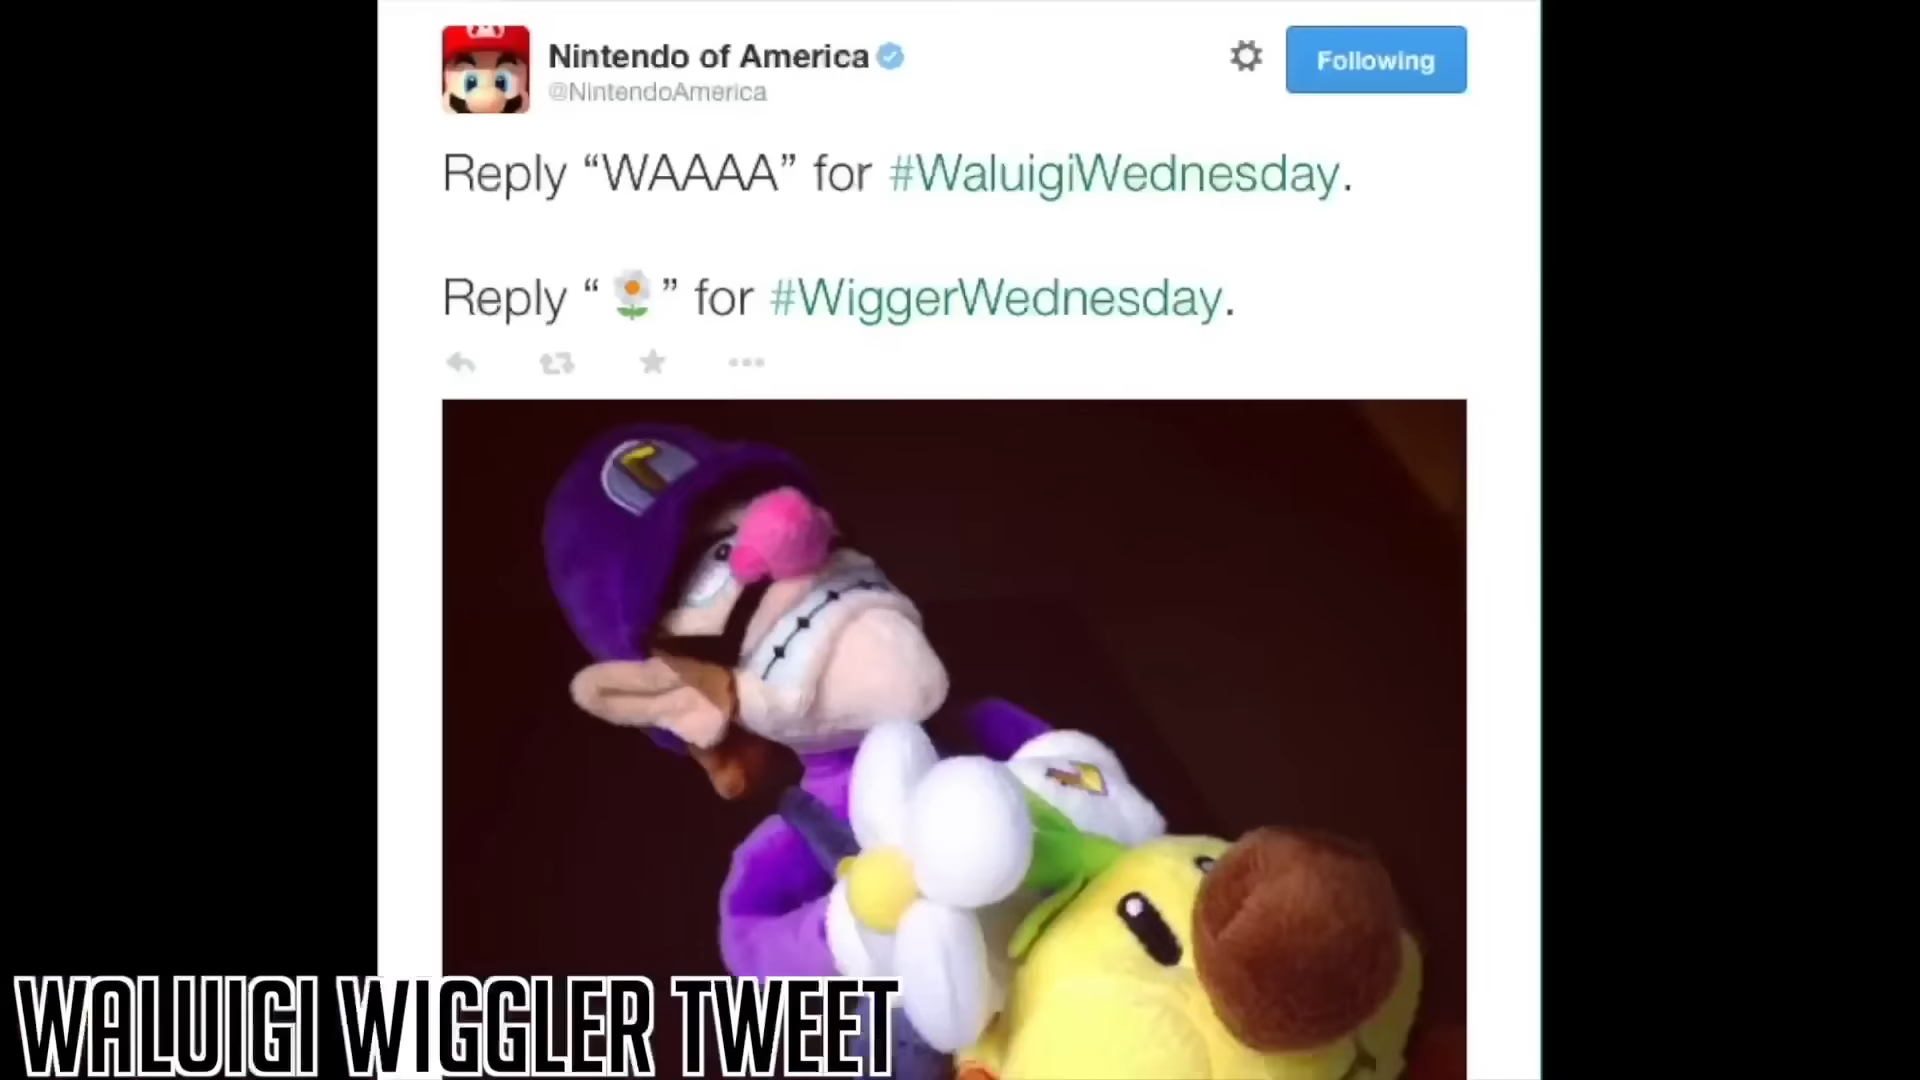 Nintendo of America
@NintendoAmerica
Following
Reply “WAAAA” for #WaluigiWednesday.
Reply “🌼” for #WiggerWednesday.
WALUIGI WIGGLER TWEET